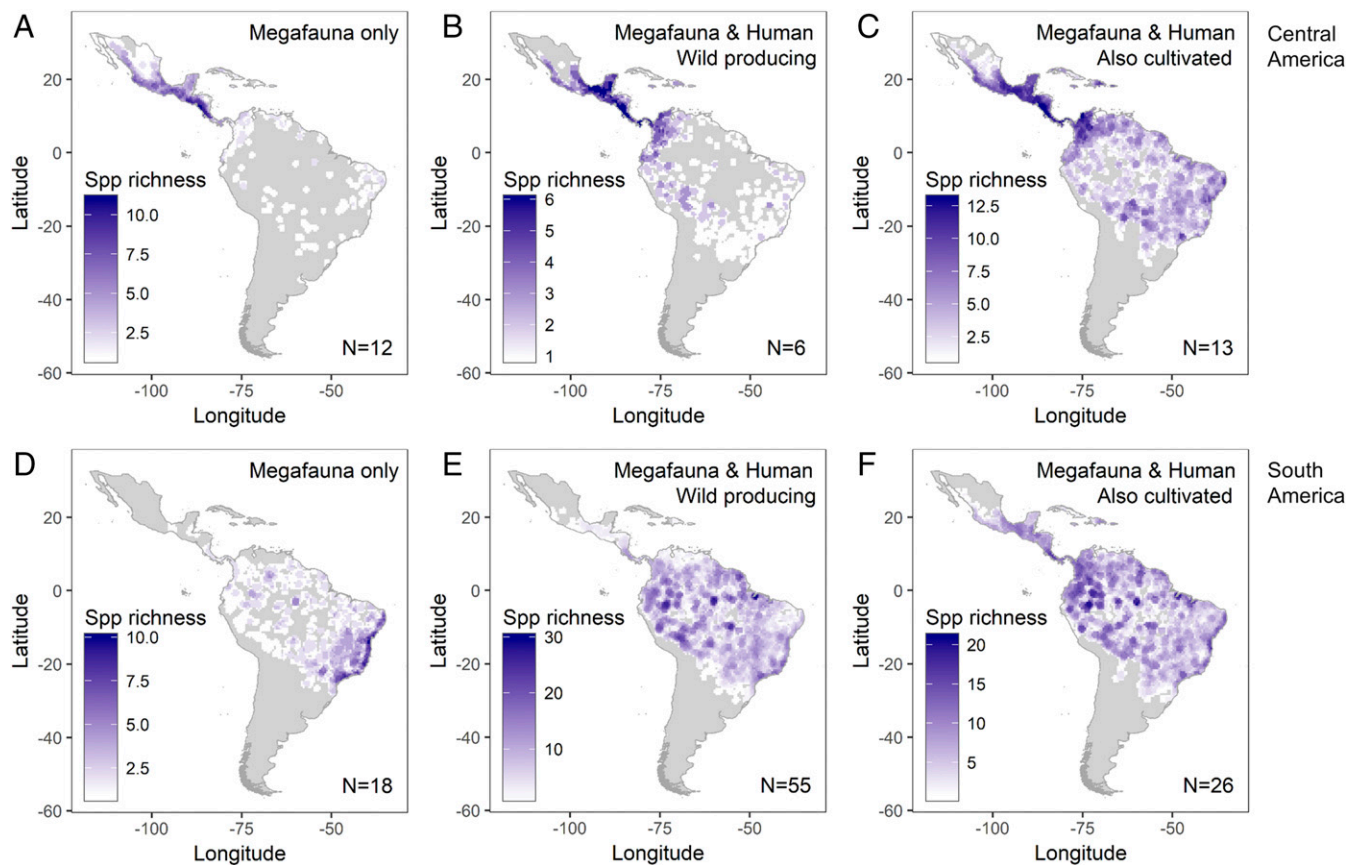 A
Megafauna only
20
0
-20
-40
-60
Latitude
Spp richness
10.0
7.5
5.0
2.5
N=12
-100
-75
-50
Longitude
B
Megafauna & Human
Wild producing
20
0
-20
-40
-60
Latitude
Spp richness
6
5
4
3
2
1
N=6
-100
-75
-50
Longitude
C
Megafauna & Human
Also cultivated
20
0
-20
-40
-60
Latitude
Spp richness
12.5
10.0
7.5
5.0
2.5
N=13
-100
-75
-50
Longitude
Central
America
D
Megafauna only
20
0
-20
-40
-60
Latitude
Spp richness
10.0
7.5
5.0
2.5
N=18
-100
-75
-50
Longitude
E
Megafauna & Human
Wild producing
20
0
-20
-40
-60
Latitude
Spp richness
30
20
10
N=55
-100
-75
-50
Longitude
F
Megafauna & Human
Also cultivated
20
0
-20
-40
-60
Latitude
Spp richness
20
15
10
5
N=26
-100
-75
-50
Longitude
South
America